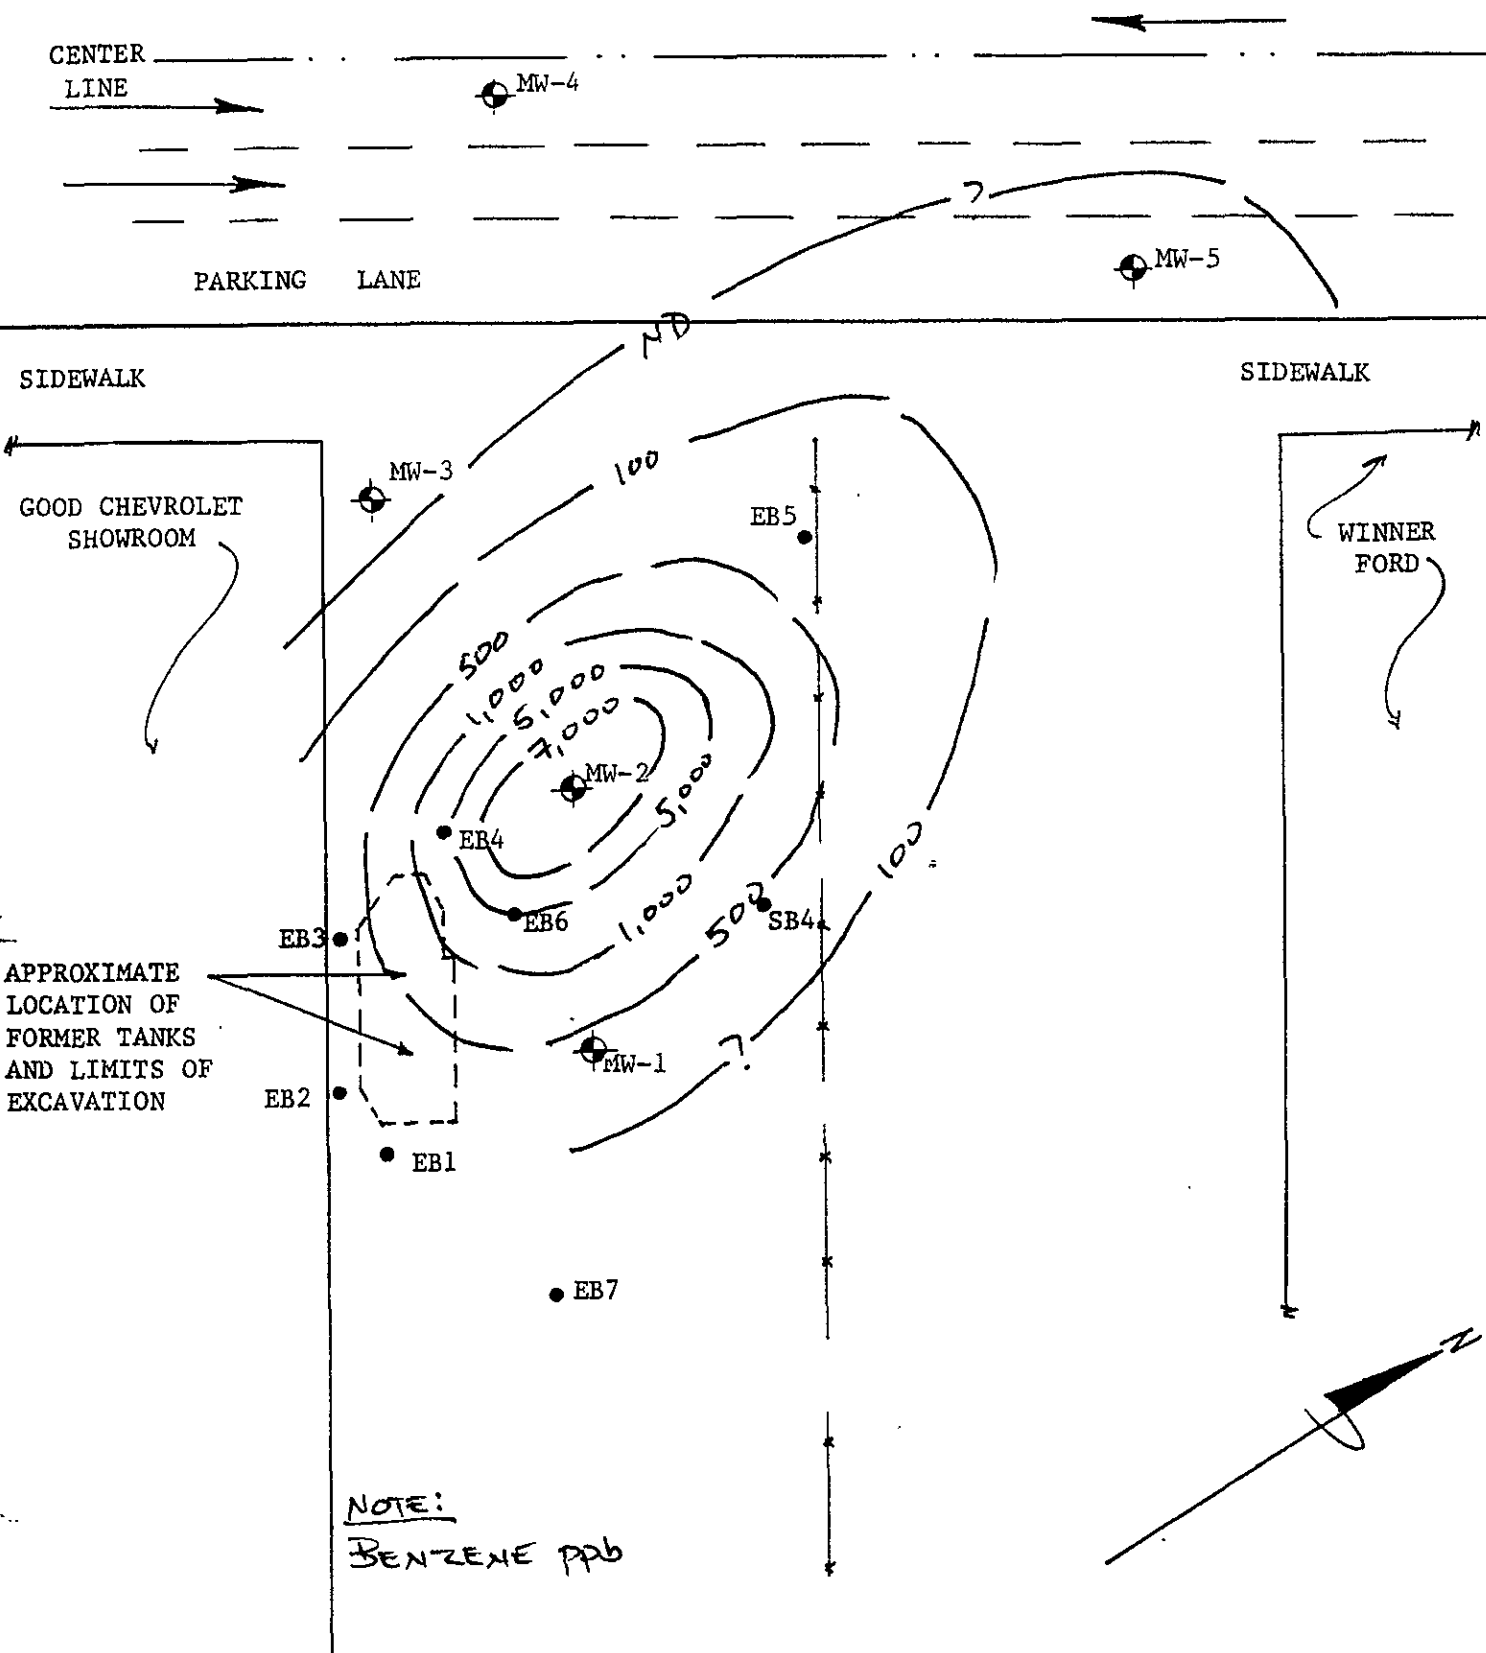 CENTER
LINE
MW-4
?
MW-5
PARKING LANE
ND
SIDEWALK
SIDEWALK
MW-3
100
GOOD CHEVROLET
SHOWROOM
EB5
WINNER
FORD
500
1,000
5,000
7,000
MW-2
5,000
EB4
100
1,000
500
SB4
EB6
EB3
APPROXIMATE
LOCATION OF
FORMER TANKS
AND LIMITS OF
EXCAVATION
?
MW-1
EB2
EB1
EB7
N
NOTE:
BENZENE ppb